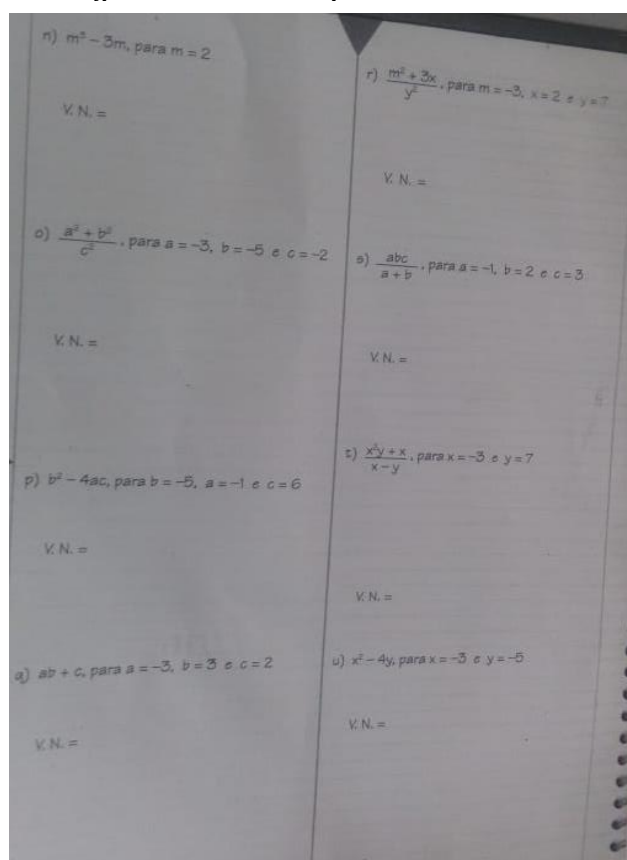 n) m³ – 3m, para m = 2
V. N. =
o) (a² + b²)/c², para a = –3, b = –5 e c = –2
V. N. =
p) b² – 4ac, para b = –5, a = –1 e c = 6
V. N. =
q) ab + c, para a = –3, b = 3 e c = 2
V. N. =
r) (m² + 3x)/y², para m = –3, x = 2 e y = 7
V. N. =
s) abc/(a + b), para a = –1, b = 2 e c = 3
V. N. =
t) (x²y + x)/(x – y), para x = –3 e y = 7
V. N. =
u) x² – 4y, para x = –3 e y = –5
V. N. =